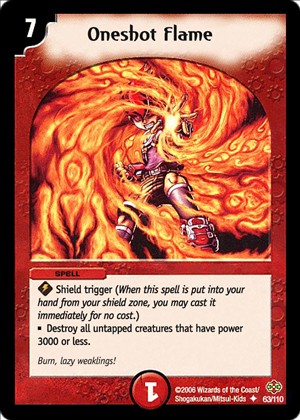 7
Oneshot Flame
SPELL
Shield trigger (When this spell is put into your
hand from your shield zone, you may cast it
immediately for no cost.)
▪ Destroy all untapped creatures that have power
3000 or less.
Burn, lazy weaklings!
1
©2006 Wizards of the Coast/
Shogakukan/Mitsui-Kids 63/110